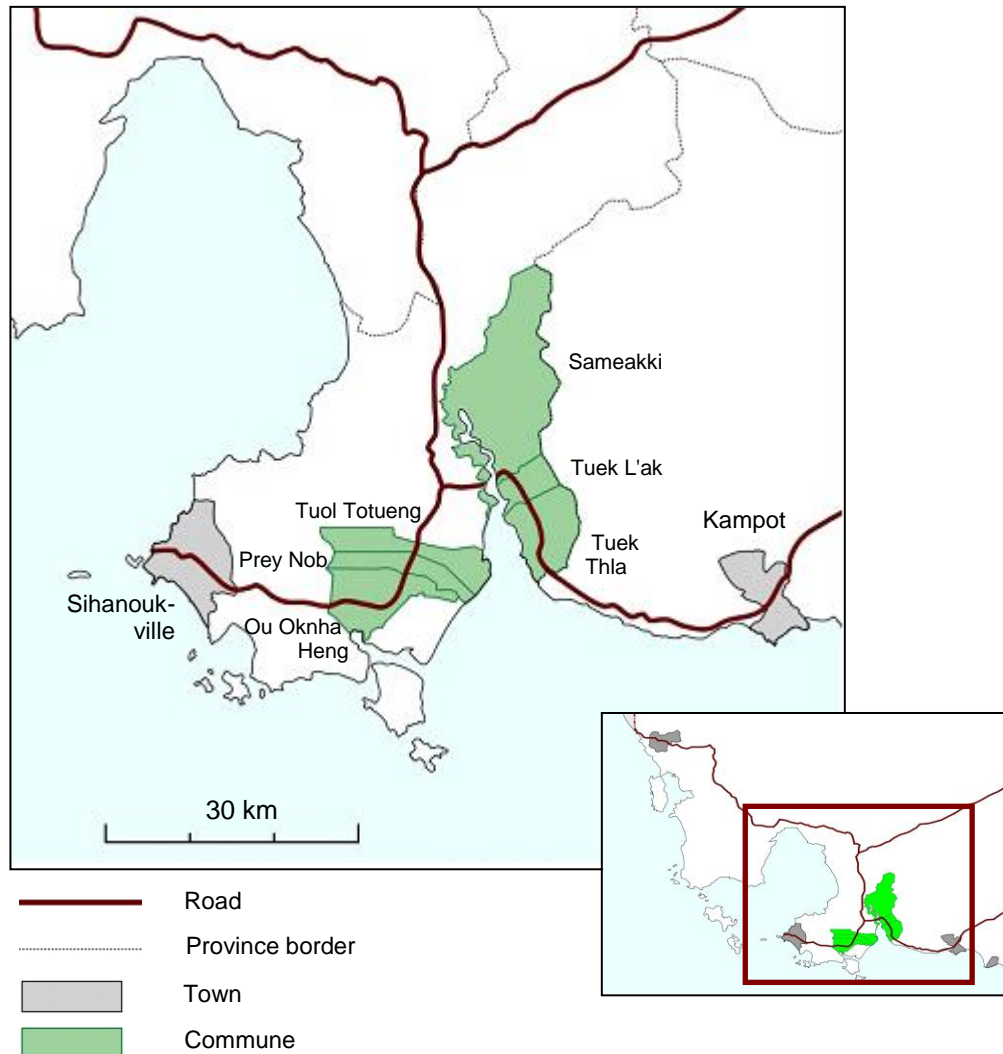 Sameakki
Tuek L'ak
Tuol Totueng
Kampot
Prey Nob
Tuek
Thla
Sihanouk-
ville
Ou Oknha
Heng
30 km
Road
Province border
Town
Commune